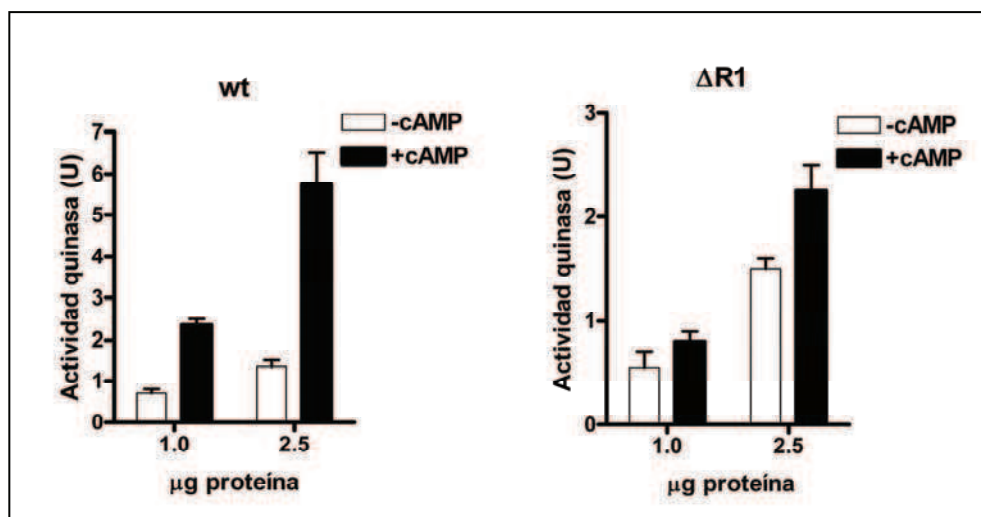 wt
-cAMP
+cAMP
Actividad quinasa (U)
7
6
5
4
3
2
1
0
1.0 2.5
μg proteína
ΔR1
-cAMP
+cAMP
Actividad quinasa (U)
3
2
1
0
1.0 2.5
μg proteína